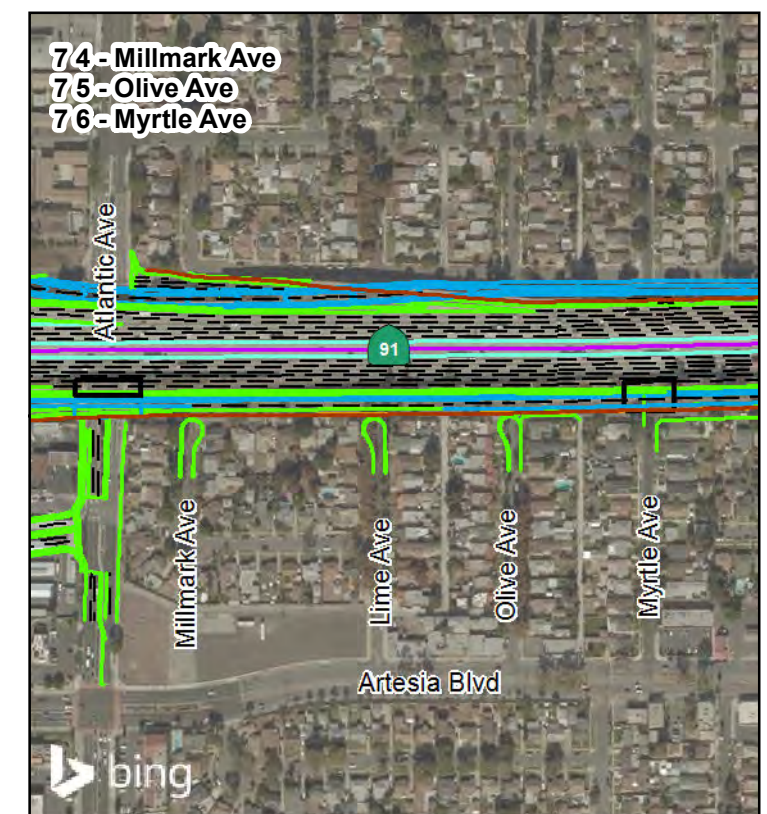 7 4 - Millmark Ave
7 5 - Olive Ave
7 6 - Myrtle Ave
Atlantic Ave
91
Millmark Ave
Lime Ave
Olive Ave
Myrtle Ave
Artesia Blvd
bing